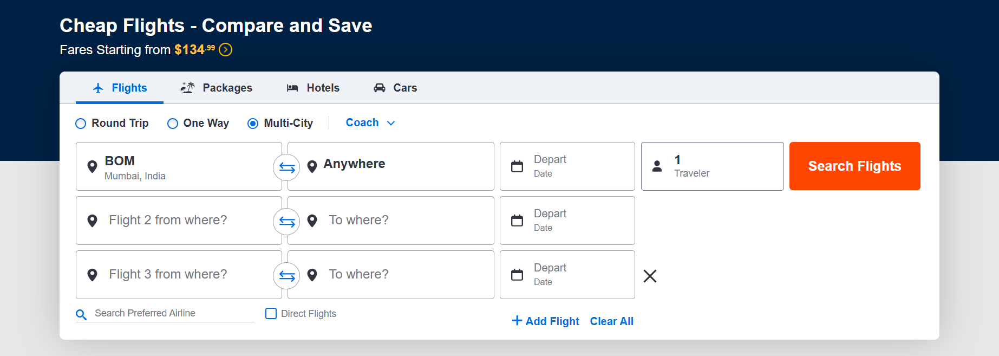 Cheap Flights - Compare and Save
Fares Starting from $134.99
Flights Packages Hotels Cars
Round Trip One Way Multi-City Coach
BOM
Mumbai, India
Anywhere
Depart
Date
1
Traveler
Search Flights
Flight 2 from where?
To where?
Depart
Date
Flight 3 from where?
To where?
Depart
Date
Search Preferred Airline
Direct Flights
Add Flight Clear All